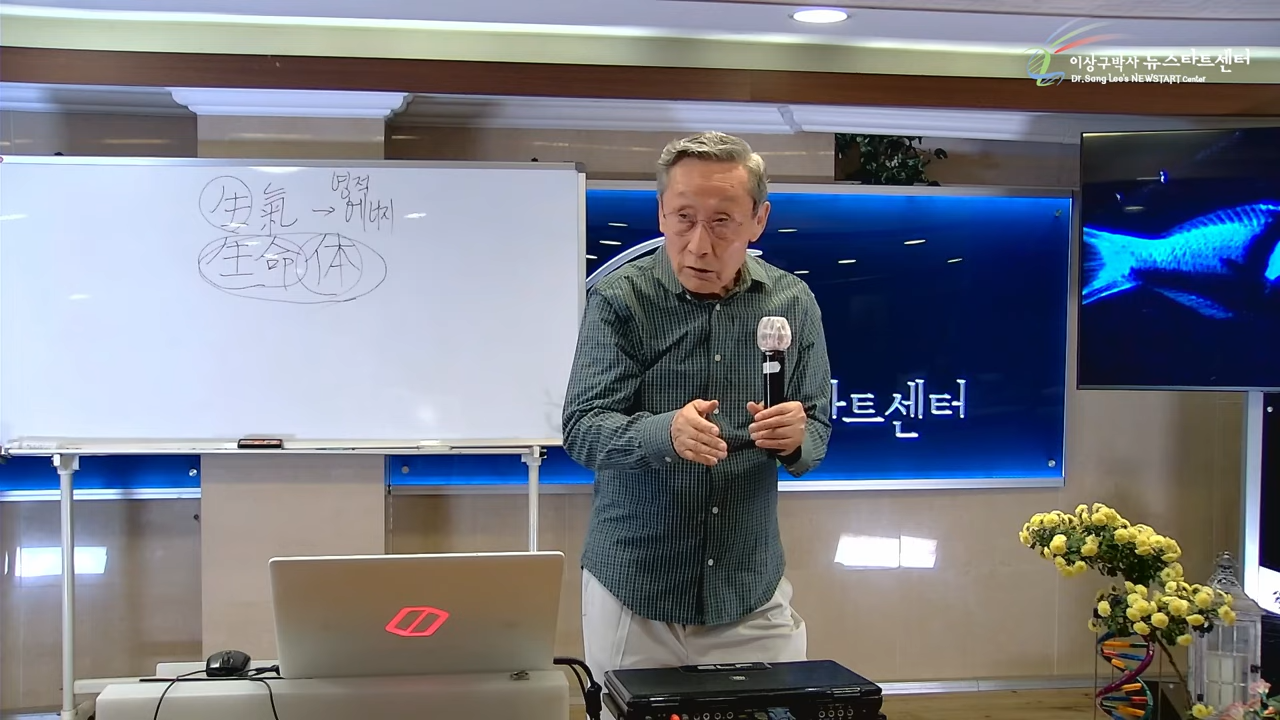 이상구박사 뉴스타트센터
Dr. Sang Lee's NEWSTART Center
生氣 → 영적 에너지
生命体
타트센터